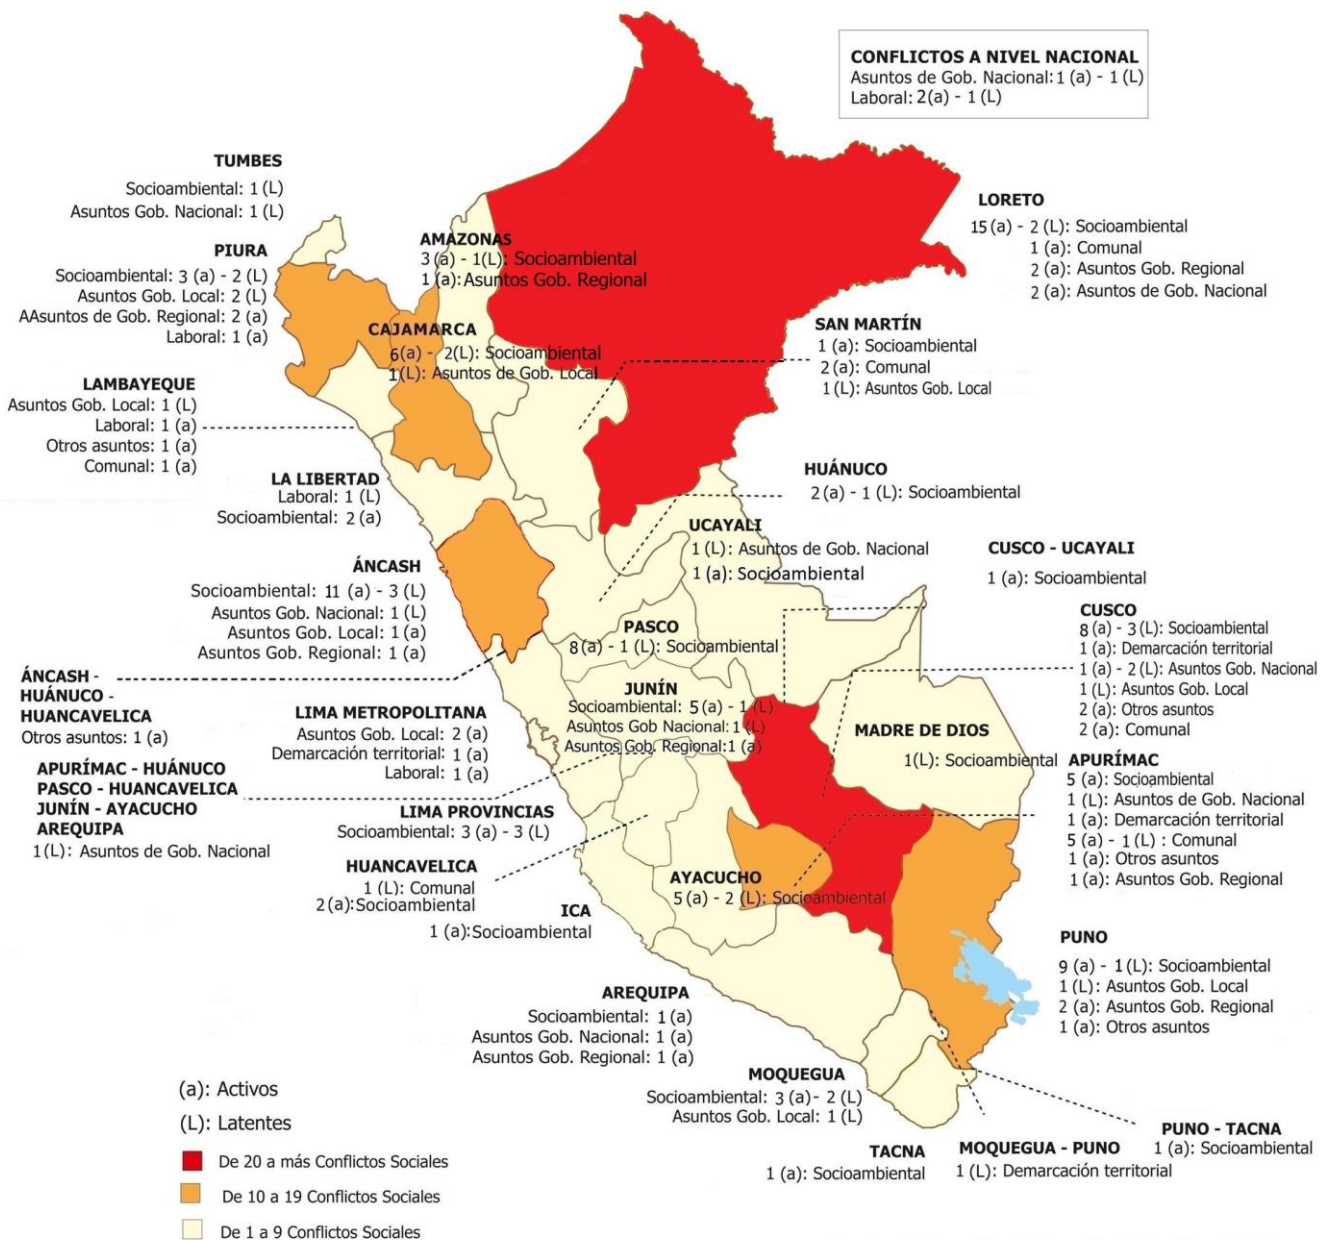 CONFLICTOS A NIVEL NACIONAL
Asuntos de Gob. Nacional: 1 (a) - 1 (L)
Laboral: 2(a) - 1 (L)
TUMBES
Socioambiental: 1 (L)
Asuntos Gob. Nacional: 1 (L)
PIURA
Socioambiental: 3 (a) - 2 (L)
Asuntos Gob. Local: 2 (L)
AAsuntos de Gob. Regional: 2 (a)
Laboral: 1 (a)
AMAZONAS
3 (a) - 1(L): Socioambiental
1 (a): Asuntos Gob. Regional
LORETO
15 (a) - 2 (L): Socioambiental
1 (a): Comunal
2 (a): Asuntos Gob. Regional
2 (a): Asuntos de Gob. Nacional
CAJAMARCA
6(a) - 2(L): Socioambiental
1(L): Asuntos de Gob. Local
SAN MARTÍN
1 (a): Socioambiental
2 (a): Comunal
1 (L): Asuntos Gob. Local
LAMBAYEQUE
Asuntos Gob. Local: 1 (L)
Laboral: 1 (a)
Otros asuntos: 1 (a)
Comunal: 1 (a)
LA LIBERTAD
Laboral: 1 (L)
Socioambiental: 2 (a)
HUÁNUCO
2 (a) - 1 (L): Socioambiental
UCAYALI
1 (L): Asuntos de Gob. Nacional
1 (a): Socioambiental
CUSCO - UCAYALI
1 (a): Socioambiental
ÁNCASH
Socioambiental: 11 (a) - 3 (L)
Asuntos Gob. Nacional: 1 (L)
Asuntos Gob. Local: 1 (a)
Asuntos Gob. Regional: 1 (a)
PASCO
8(a) - 1 (L): Socioambiental
CUSCO
8 (a) - 3 (L): Socioambiental
1 (a): Demarcación territorial
1 (a) - 2 (L): Asuntos Gob. Nacional
1 (L): Asuntos Gob. Local
2 (a): Otros asuntos
2 (a): Comunal
ÁNCASH -
HUÁNUCO -
HUANCAVELICA
Otros asuntos: 1 (a)
JUNÍN
Socioambiental: 5 (a) - 1 (L)
Asuntos Gob Nacional: 1 (L)
Asuntos Gob. Regional: 1 (a)
LIMA METROPOLITANA
Asuntos Gob. Local: 2 (a)
Demarcación territorial: 1 (a)
Laboral: 1 (a)
MADRE DE DIOS
1(L): Socioambiental
APURÍMAC - HUÁNUCO
PASCO - HUANCAVELICA
JUNÍN - AYACUCHO
AREQUIPA
1 (L): Asuntos de Gob. Nacional
APURÍMAC
5 (a): Socioambiental
1 (L): Asuntos de Gob. Nacional
1 (a): Demarcación territorial
5 (a) - 1 (L) : Comunal
1 (a): Otros asuntos
1 (a): Asuntos Gob. Regional
LIMA PROVINCIAS
Socioambiental: 3 (a) - 3 (L)
HUANCAVELICA
1 (L): Comunal
2 (a):Socioambiental
AYACUCHO
5 (a) - 2 (L): Socioambiental
ICA
1 (a):Socioambiental
PUNO
9 (a) - 1 (L): Socioambiental
1 (L): Asuntos Gob. Local
2 (a): Asuntos Gob. Regional
1 (a): Otros asuntos
AREQUIPA
Socioambiental: 1 (a)
Asuntos Gob. Nacional: 1 (a)
Asuntos Gob. Regional: 1 (a)
MOQUEGUA
Socioambiental: 3 (a) - 2 (L)
Asuntos Gob. Local: 1 (L)
TACNA
1 (a): Socioambiental
MOQUEGUA - PUNO
1 (L): Demarcación territorial
PUNO - TACNA
1 (a): Socioambiental
(a): Activos
(L): Latentes
De 20 a más Conflictos Sociales
De 10 a 19 Conflictos Sociales
De 1 a 9 Conflictos Sociales